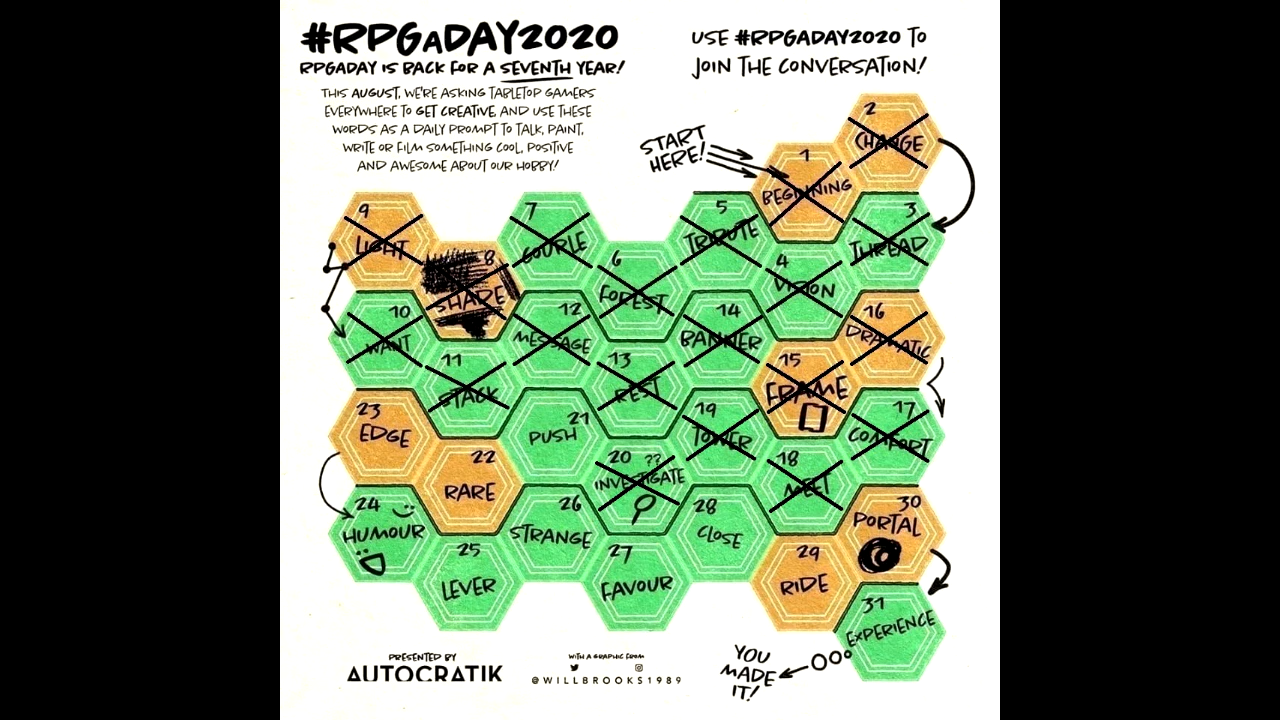 #RPGaDAY2020
RPGADAY IS BACK FOR A SEVENTH YEAR!
THIS AUGUST, WE'RE ASKING TABLETOP GAMERS
EVERYWHERE TO GET CREATIVE, AND USE THESE
WORDS AS A DAILY PROMPT TO TALK, PAINT,
WRITE OR FILM SOMETHING COOL, POSITIVE
AND AWESOME ABOUT OUR HOBBY!
USE #RPGADAY2020 TO
JOIN THE CONVERSATION!
START
HERE!
1
BEGINNING
2
CHANGE
3
THREAD
4
VISION
5
TRIBUTE
6
FOREST
7
COUPLE
8
SHADE
9
LIGHT
10
WANT
11
STACK
12
MESSAGE
13
REST
14
BANNER
15
FRAME
16
DRAMATIC
17
COMFORT
18
MEET
19
TOWER
20 ??
INVESTIGATE
21
PUSH
22
RARE
23
EDGE
24
HUMOUR
25
LEVER
26
STRANGE
27
FAVOUR
28
CLOSE
29
RIDE
30
PORTAL
31
EXPERIENCE
YOU
MADE
IT!
PRESENTED BY
AUTOCRATIK
WITH A GRAPHIC FROM
@WILLBROOKS1989